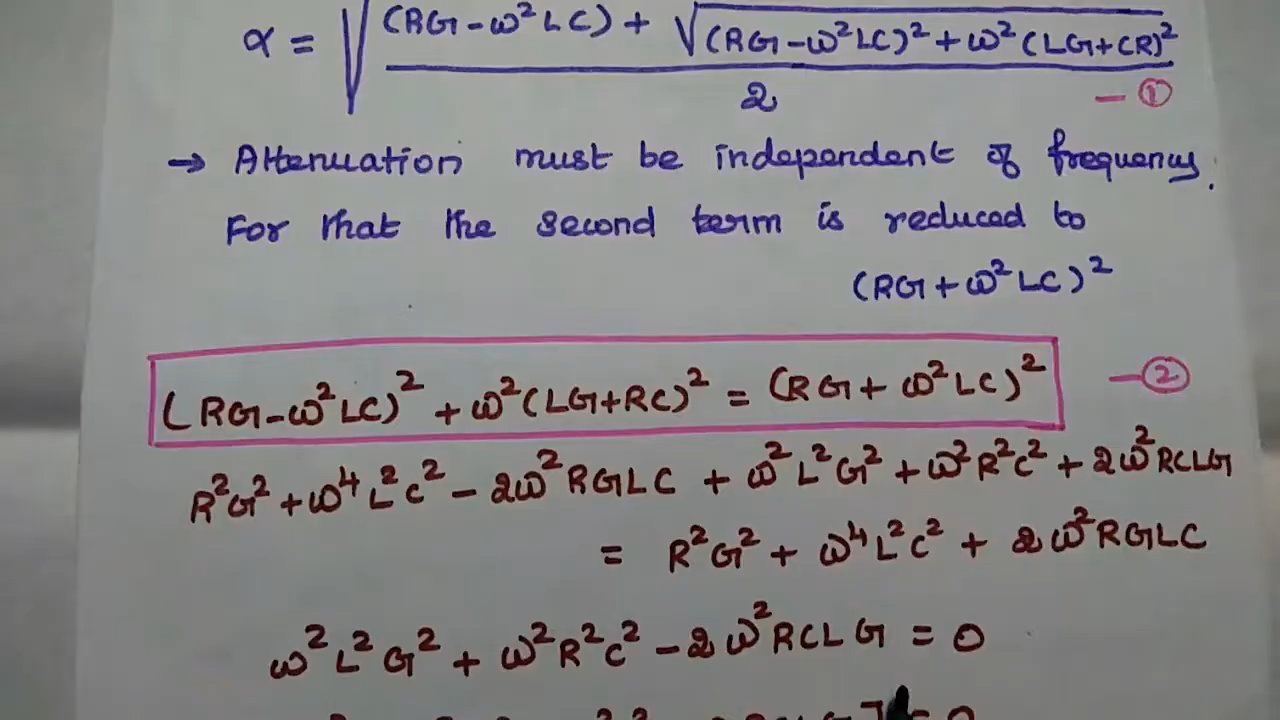 α = √(((RG - ω²LC) + √((RG - ω²LC)² + ω²(LG + CR)²)) / 2) - ①
→ Attenuation must be independent of frequency.
For that the second term is reduced to
(RG + ω²LC)²
(RG - ω²LC)² + ω²(LG + RC)² = (RG + ω²LC)² - ②
R²G² + ω⁴L²C² - 2ω²RGLC + ω²L²G² + ω²R²C² + 2ω²RCLG
= R²G² + ω⁴L²C² + 2ω²RGLC
ω²L²G² + ω²R²C² - 2ω²RCLG = 0